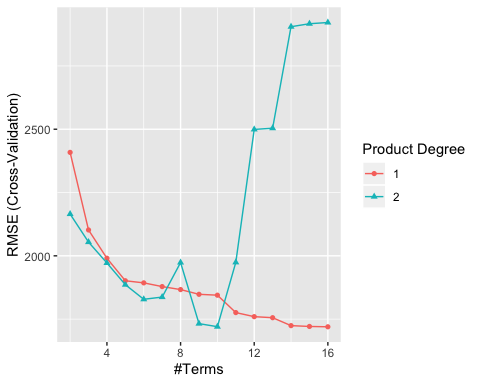 2500
2000
RMSE (Cross-Validation)
4
8
12
16
#Terms
Product Degree
1
2